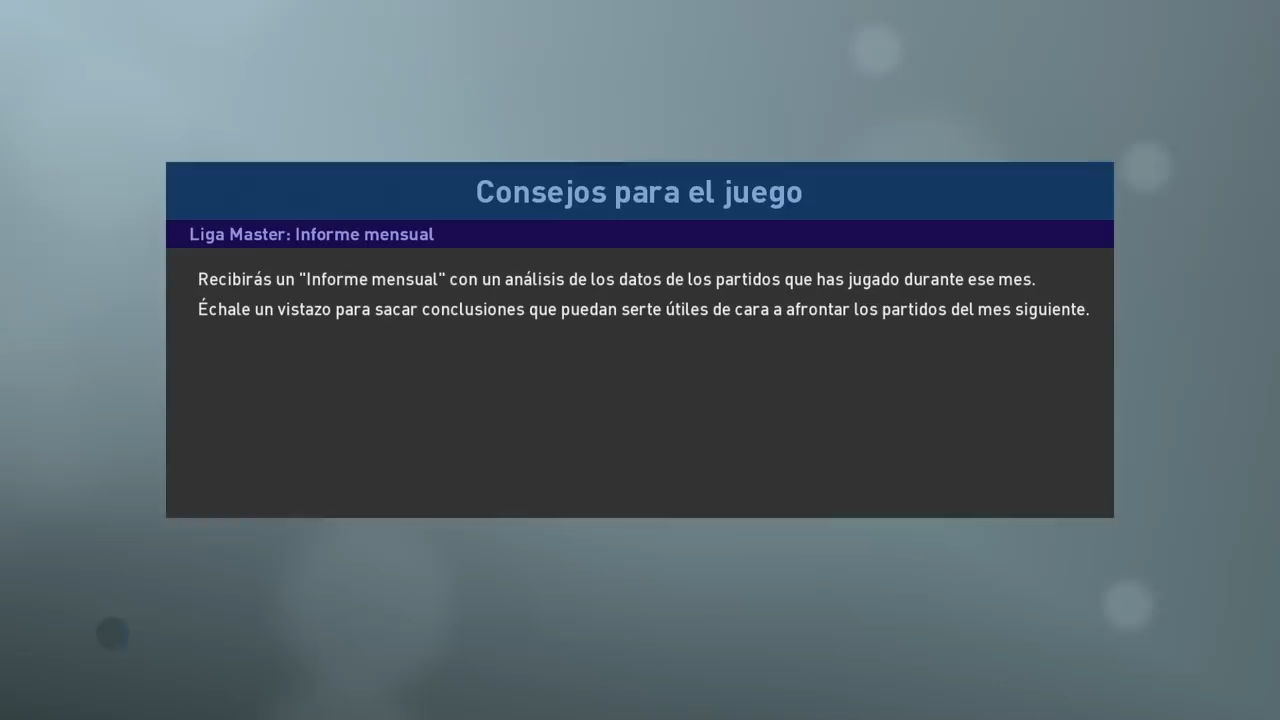 Consejos para el juego
Liga Master: Informe mensual
Recibirás un "Informe mensual" con un análisis de los datos de los partidos que has jugado durante ese mes.
Échale un vistazo para sacar conclusiones que puedan serte útiles de cara a afrontar los partidos del mes siguiente.